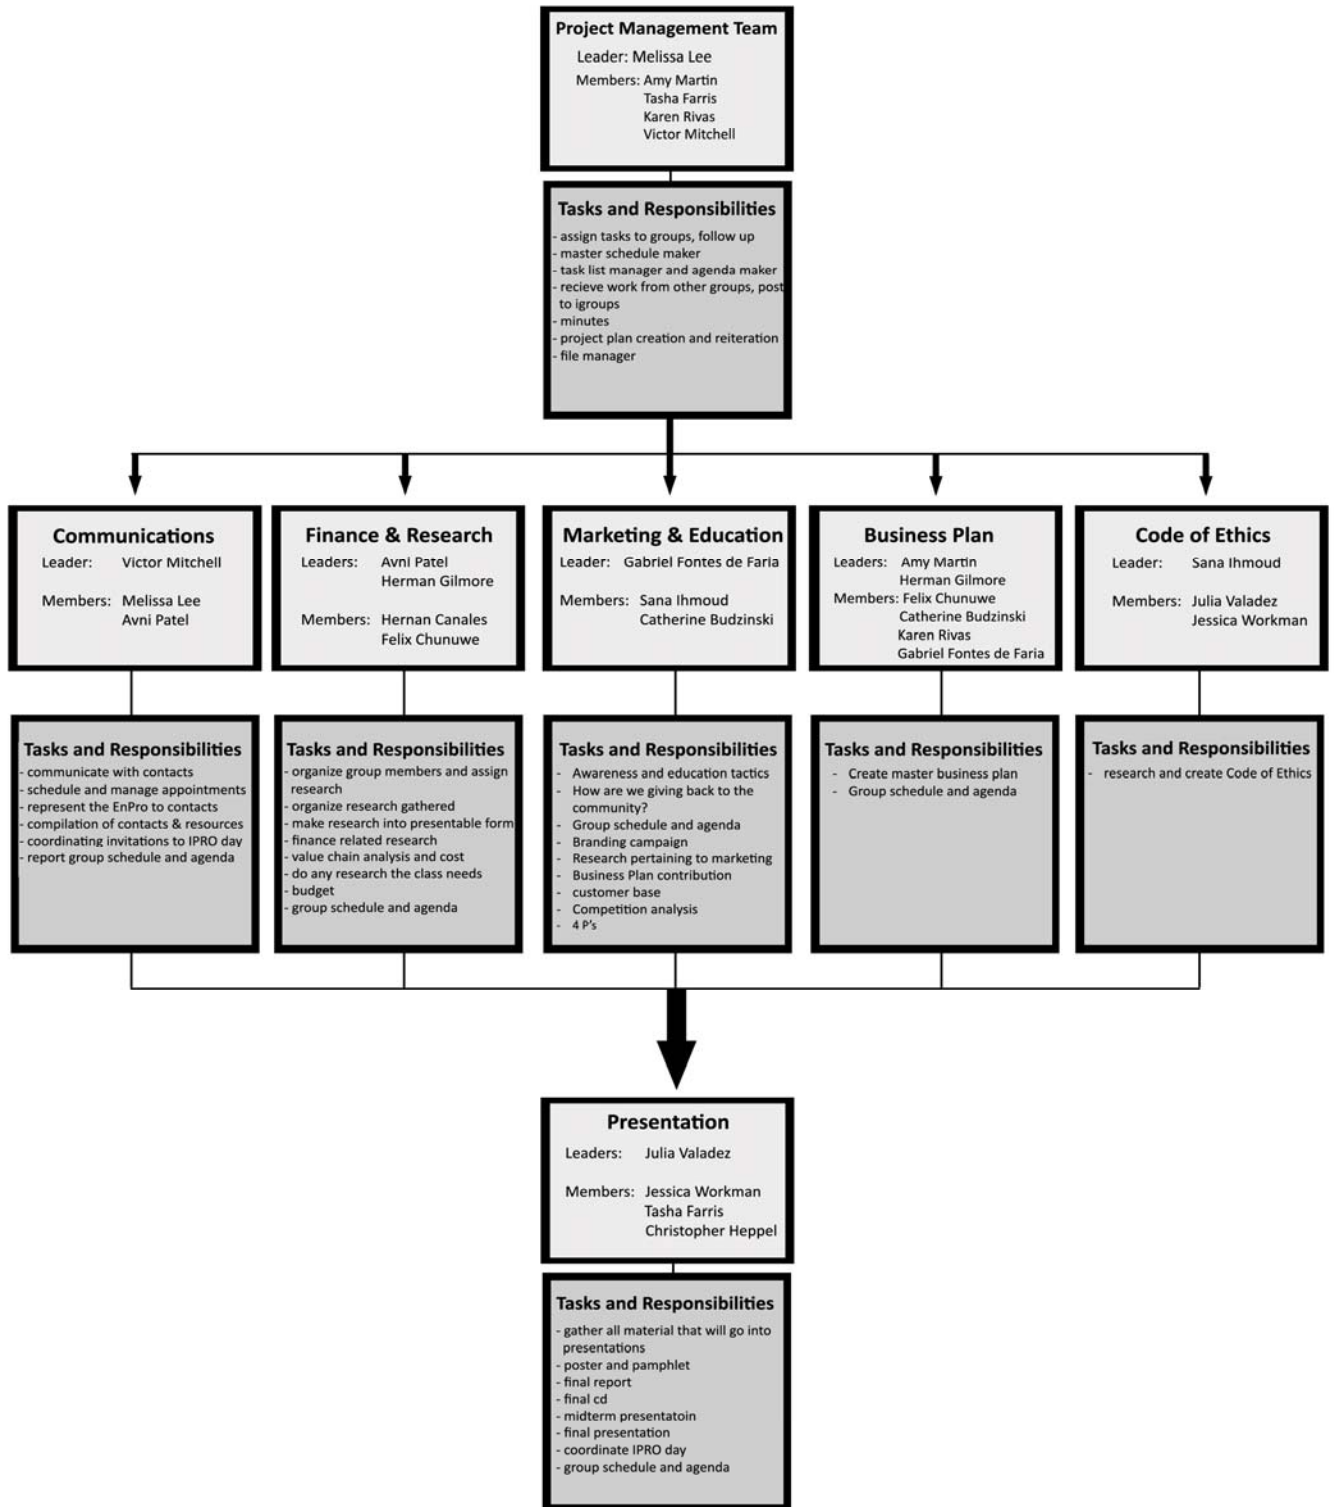 Project Management Team
Leader: Melissa Lee
Members: Amy Martin
Tasha Farris
Karen Rivas
Victor Mitchell
Tasks and Responsibilities
- assign tasks to groups, follow up
- master schedule maker
- task list manager and agenda maker
- recieve work from other groups, post
to igroups
- minutes
- project plan creation and reiteration
- file manager
Communications
Leader: Victor Mitchell
Members: Melissa Lee
Avni Patel
Tasks and Responsibilities
- communicate with contacts
- schedule and manage appointments
- represent the EnPro to contacts
- compilation of contacts & resources
- coordinating invitations to IPRO day
- report group schedule and agenda
Finance & Research
Leaders: Avni Patel
Herman Gilmore
Members: Hernan Canales
Felix Chunuwe
Tasks and Responsibilities
- organize group members and assign
research
- organize research gathered
- make research into presentable form
- finance related research
- value chain analysis and cost
- do any research the class needs
- budget
- group schedule and agenda
Marketing & Education
Leader: Gabriel Fontes de Faria
Members: Sana Ihmoud
Catherine Budzinski
Tasks and Responsibilities
- Awareness and education tactics
- How are we giving back to the
community?
- Group schedule and agenda
- Branding campaign
- Research pertaining to marketing
- Business Plan contribution
- customer base
- Competition analysis
- 4 P's
Business Plan
Leaders: Amy Martin
Herman Gilmore
Members: Felix Chunuwe
Catherine Budzinski
Karen Rivas
Gabriel Fontes de Faria
Tasks and Responsibilities
- Create master business plan
- Group schedule and agenda
Code of Ethics
Leader: Sana Ihmoud
Members: Julia Valadez
Jessica Workman
Tasks and Responsibilities
- research and create Code of Ethics
Presentation
Leaders: Julia Valadez
Members: Jessica Workman
Tasha Farris
Christopher Heppel
Tasks and Responsibilities
- gather all material that will go into
presentations
- poster and pamphlet
- final report
- final cd
- midterm presentatoin
- final presentation
- coordinate IPRO day
- group schedule and agenda